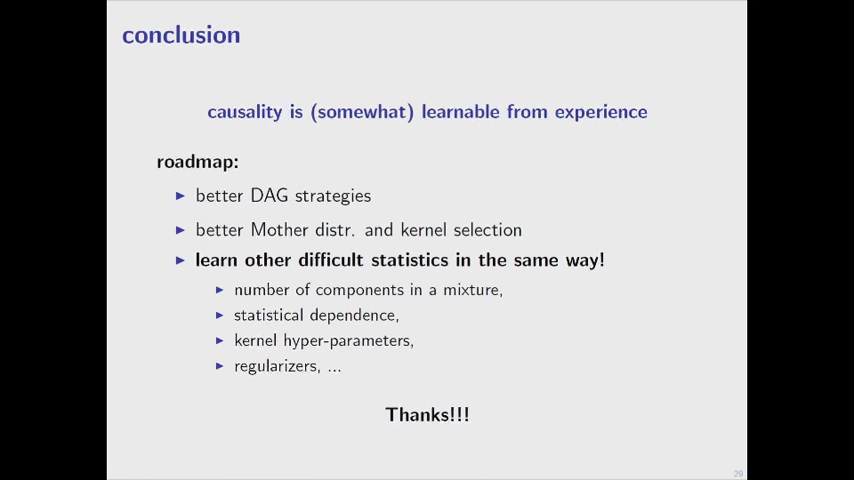 conclusion
causality is (somewhat) learnable from experience
roadmap:
better DAG strategies
better Mother distr. and kernel selection
learn other difficult statistics in the same way!
number of components in a mixture,
statistical dependence,
kernel hyper-parameters,
regularizers, ...
Thanks!!!
29